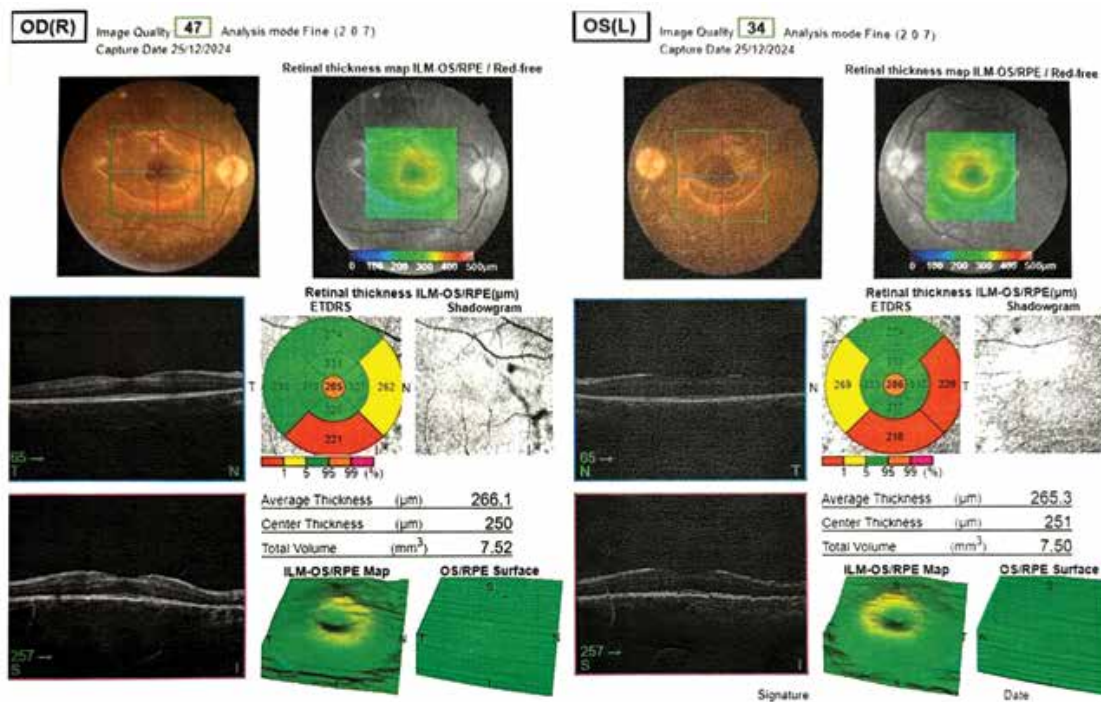 OD(R) Image Quality 47 Analysis mode Fine (2 0 7)
Capture Date 25/12/2024
Retinal thickness map ILM-OS/RPE / Red-free
0 100 200 300 400 500μm
Retinal thickness ILM-OS/RPE(μm)
ETDRS Shadowgram
T N
265
262
221
1 5 95 99 (%)
65 →
T N
Average Thickness (μm) 266.1
Center Thickness (μm) 250
Total Volume (mm³) 7.52
ILM-OS/RPE Map OS/RPE Surface
257 →
S I
OS(L) Image Quality 34 Analysis mode Fine (2 0 7)
Capture Date 25/12/2024
Retinal thickness map ILM-OS/RPE / Red-free
0 100 200 300 400 500μm
Retinal thickness ILM-OS/RPE(μm)
ETDRS Shadowgram
N T
269
286
218
1 5 95 99 (%)
65 →
N T
Average Thickness (μm) 265.3
Center Thickness (μm) 251
Total Volume (mm³) 7.50
ILM-OS/RPE Map OS/RPE Surface
257 →
S I
Signature Date